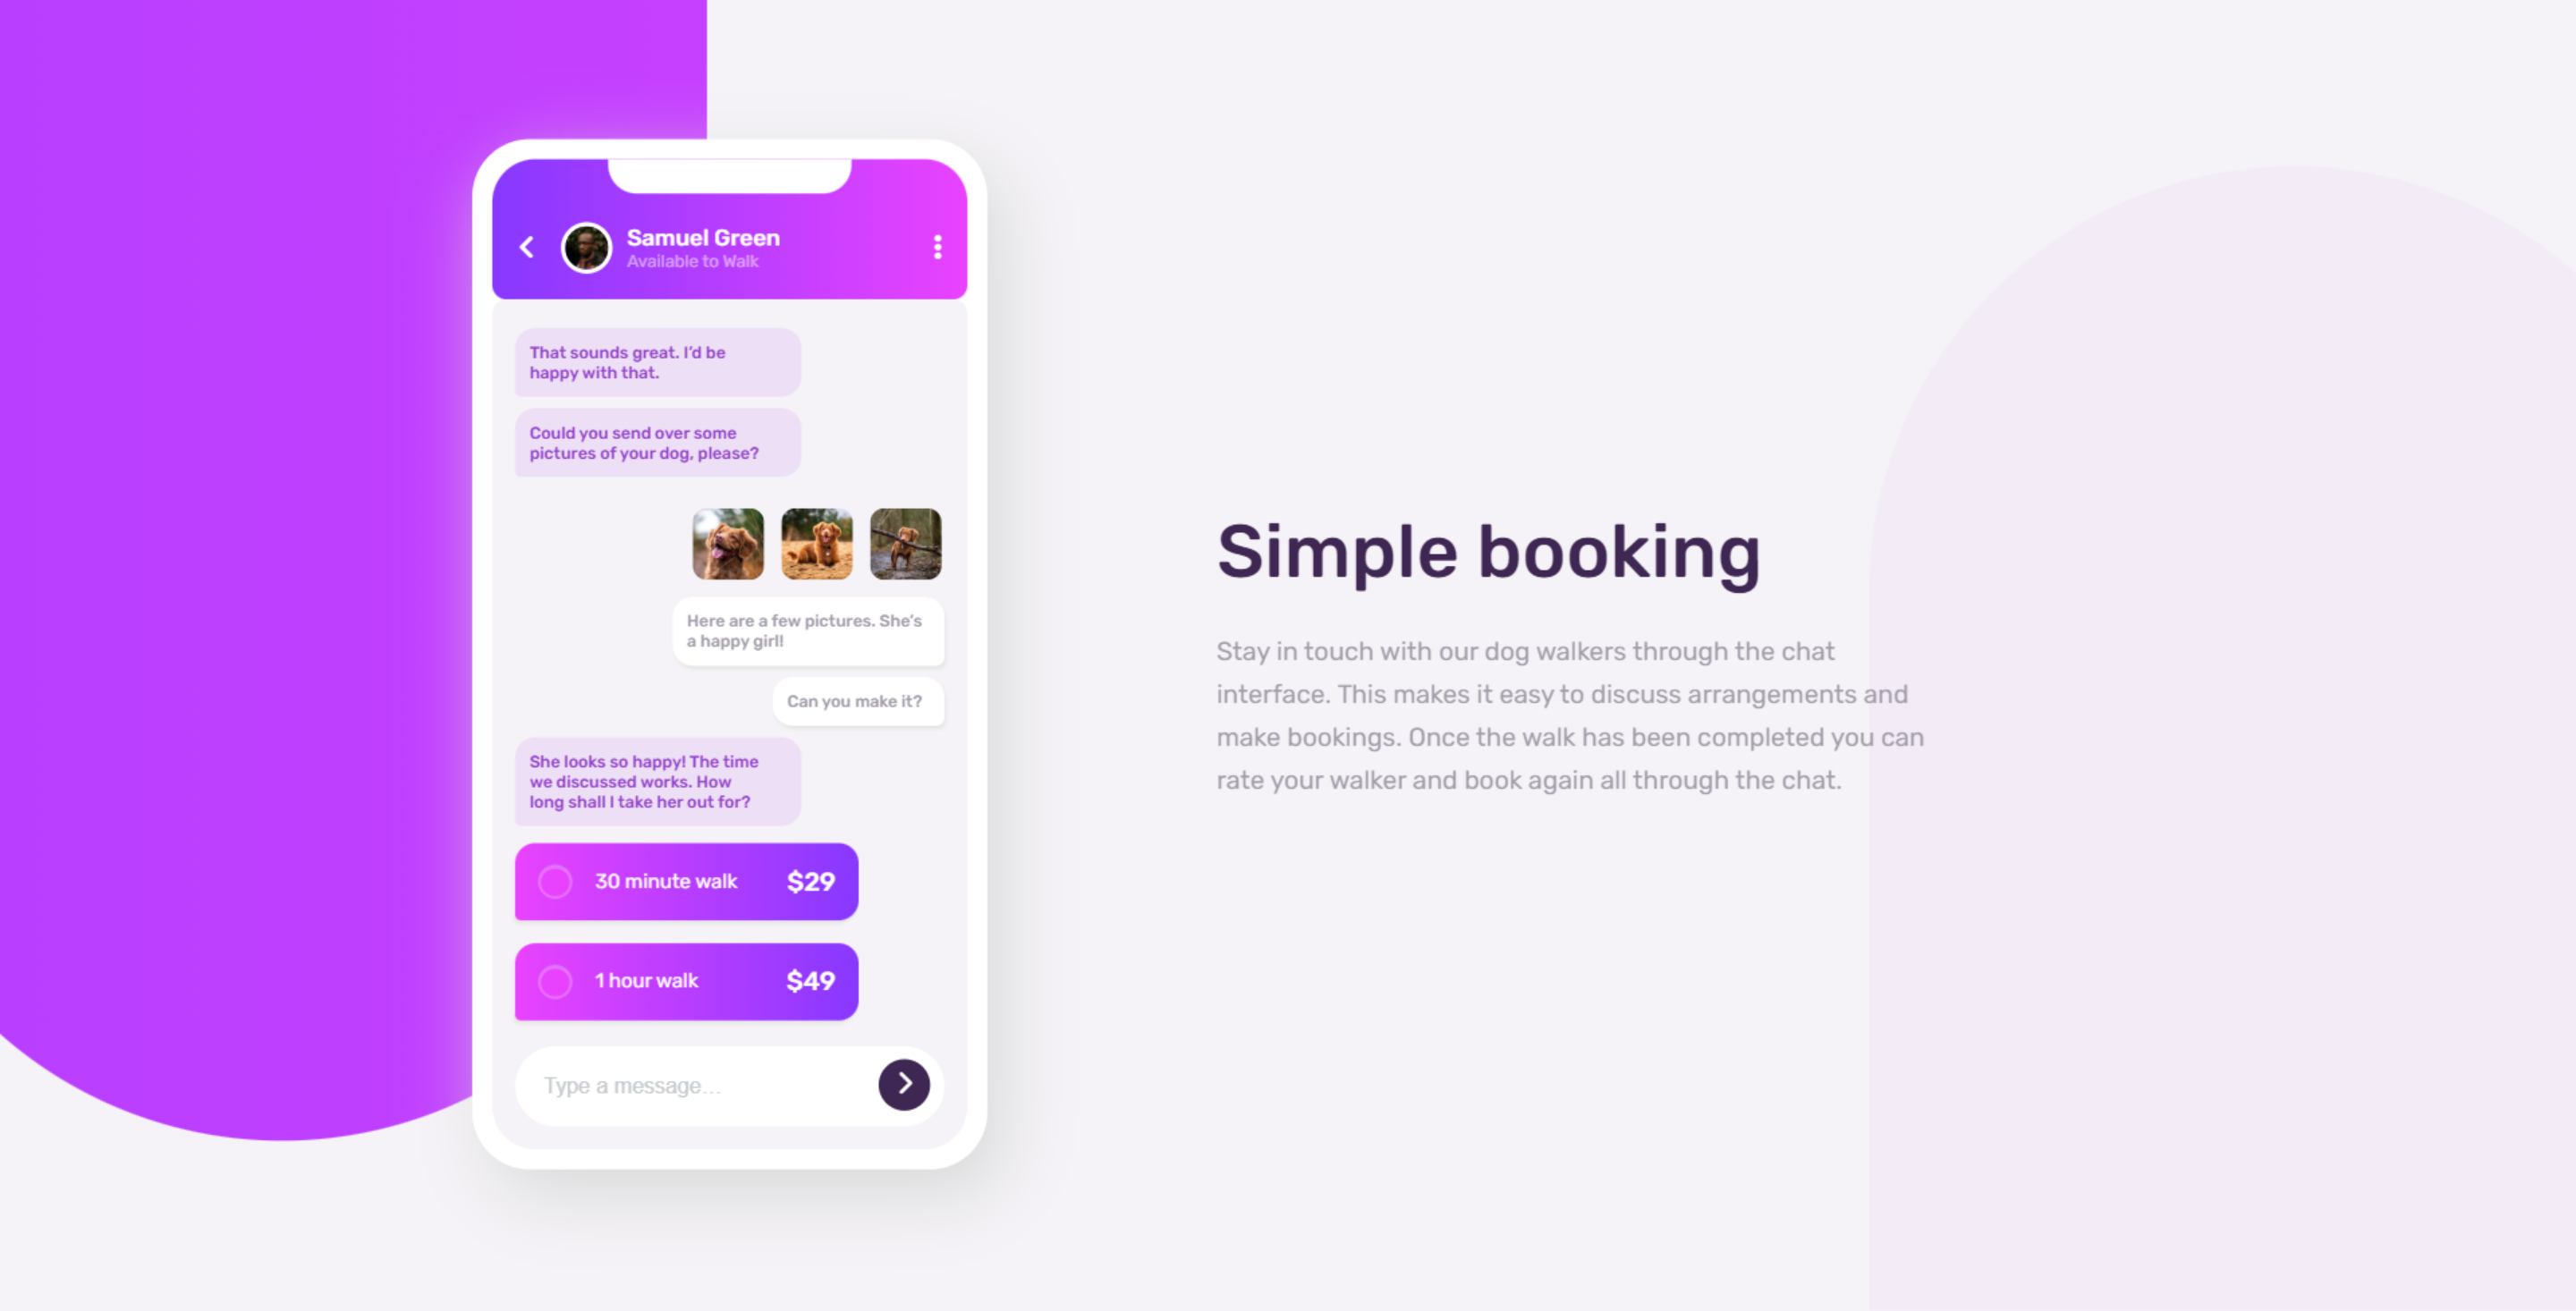 Samuel Green
Available to Walk
That sounds great. I’d be
happy with that.
Could you send over some
pictures of your dog, please?
Here are a few pictures. She’s
a happy girl!
Can you make it?
She looks so happy! The time
we discussed works. How
long shall I take her out for?
30 minute walk $29
1 hour walk $49
Type a message…
Simple booking
Stay in touch with our dog walkers through the chat
interface. This makes it easy to discuss arrangements and
make bookings. Once the walk has been completed you can
rate your walker and book again all through the chat.